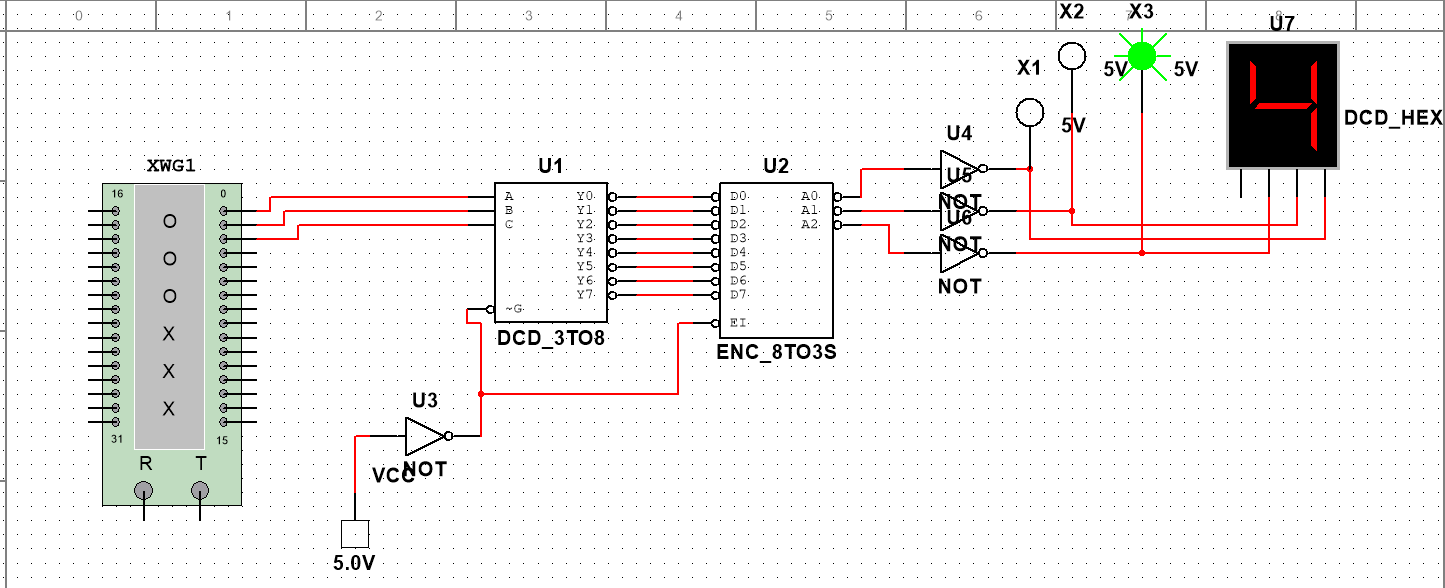 0 1 2 3 4 5 6 7 8
X2 X3 U7
X1 5V 5V
5V
DCD_HEX
U4
XWG1 U1 U2
16 0
U5
NOT
U6
NOT
NOT
O
O
O
X
X
X
31 15
R T
A Y0
B Y1
C Y2
Y3
Y4
Y5
Y6
~G Y7
DCD_3TO8
D0 A0
D1 A1
D2 A2
D3
D4
D5
D6
D7
EI
ENC_8TO3S
U3
NOT
VCC
5.0V
4